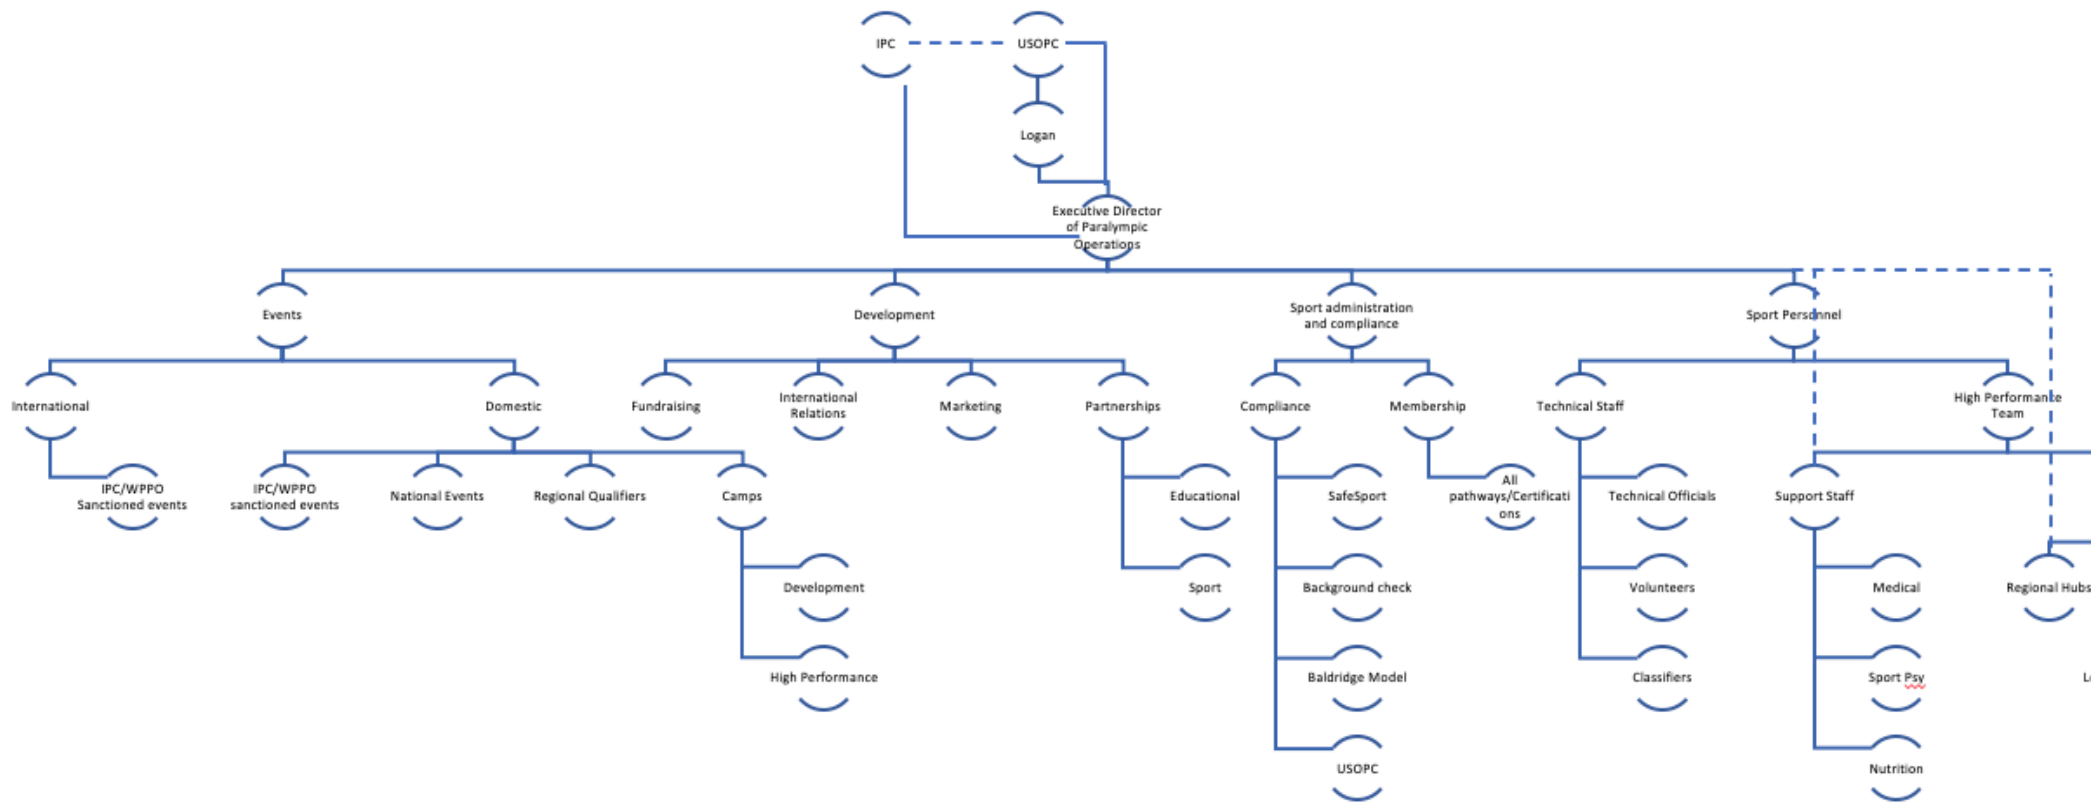 IPC
USOPC
Logan
Executive Director
of Paralympic
Operations
Events
Development
Sport administration
and compliance
Sport Personnel
International
Domestic
Fundraising
International
Relations
Marketing
Partnerships
Compliance
Membership
Technical Staff
High Performance
Team
IPC/WPPO
Sanctioned events
IPC/WPPO
sanctioned events
National Events
Regional Qualifiers
Camps
Educational
SafeSport
All
pathways/Certificati
ons
Technical Officials
Support Staff
Development
Sport
Background check
Volunteers
Medical
Regional Hubs
High Performance
Baldridge Model
Classifiers
Sport Psy
USOPC
Nutrition